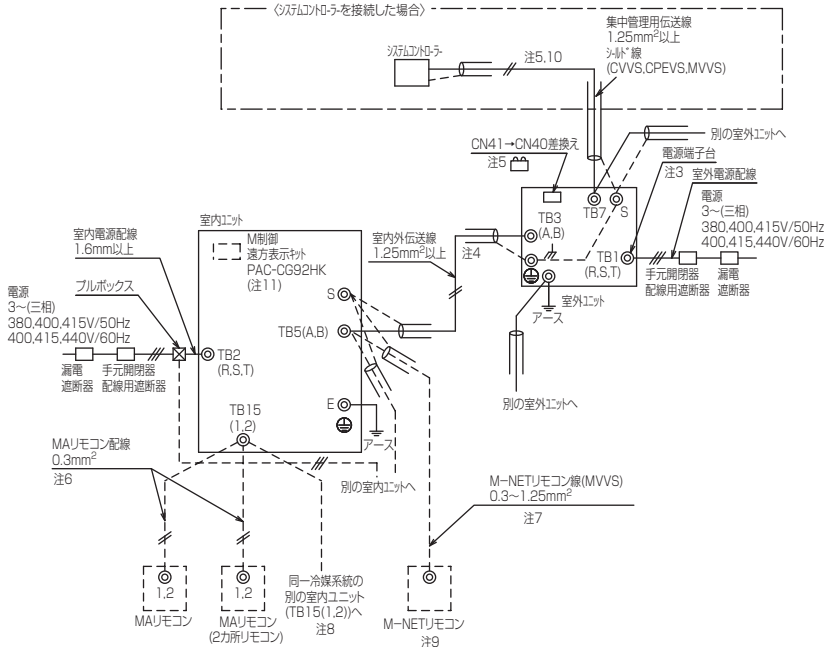 〈システムコントローラーを接続した場合〉
システムコントローラー
注5,10
集中管理用伝送線
1.25mm²以上
シールド線
(CVVS,CPEVS,MVVS)
CN41→CN40差換え
注5
別の室外ユニットへ
電源端子台
注3
室外電源配線
電源
3～(三相)
380,400,415V/50Hz
400,415,440V/60Hz
TB3
(A,B)
TB7
S
TB1
(R,S,T)
手元開閉器
配線用遮断器
漏電
遮断器
室外ユニット
アース
別の室外ユニットへ
室内外伝送線
1.25mm²以上
注4
室内ユニット
M制御
遠方表示キット
PAC-CG92HK
(注11)
室内電源配線
1.6mm以上
プルボックス
電源
3～(三相)
380,400,415V/50Hz
400,415,440V/60Hz
漏電
遮断器
手元開閉器
配線用遮断器
TB2
(R,S,T)
S
TB5(A,B)
TB15
(1,2)
E
アース
別の室内ユニットへ
MAリモコン配線
0.3mm²
注6
M-NETリモコン線(MVVS)
0.3～1.25mm²
注7
1,2
MAリモコン
1,2
MAリモコン
(2カ所リモコン)
同一冷媒系統の
別の室内ユニット
(TB15(1,2))へ
注8
M-NETリモコン
注9